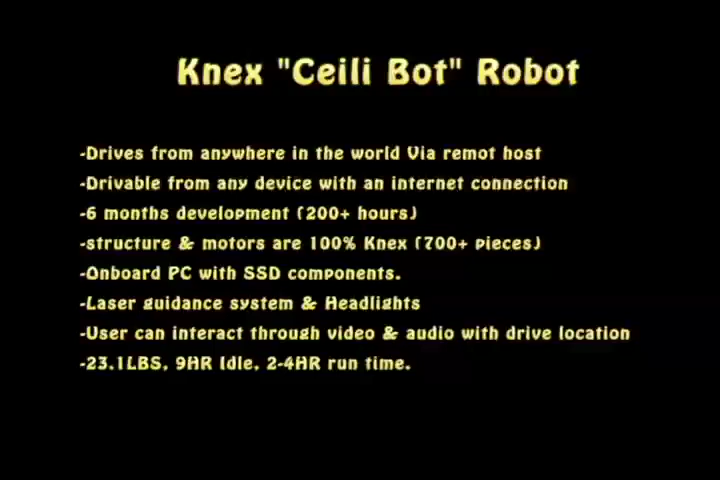 Knex "Ceili Bot" Robot
-Drives from anywhere in the world Via remot host
-Drivable from any device with an internet connection
-6 months development (200+ hours)
-structure & motors are 100% Knex (700+ pieces)
-Onboard PC with SSD components.
-Laser guidance system & Headlights
-User can interact through video & audio with drive location
-23.1LBS, 9HR Idle, 2-4HR run time.